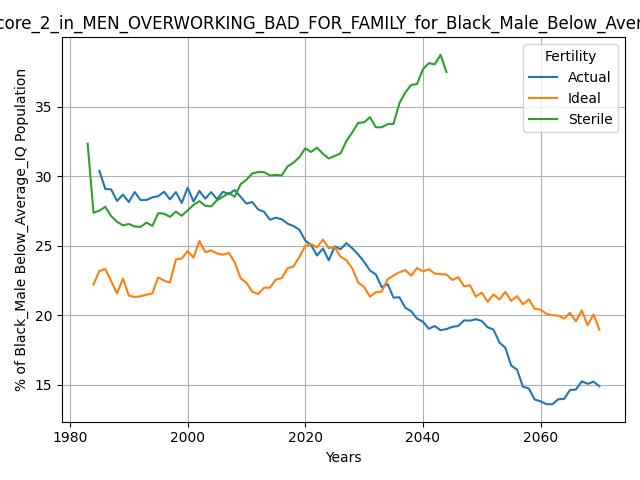 core_2_in_MEN_OVERWORKING_BAD_FOR_FAMILY_for_Black_Male_Below_Aver
% of Black_Male Below_Average_IQ Population
35
30
25
20
15
Fertility
Actual
Ideal
Sterile
1980
2000
2020
2040
2060
Years